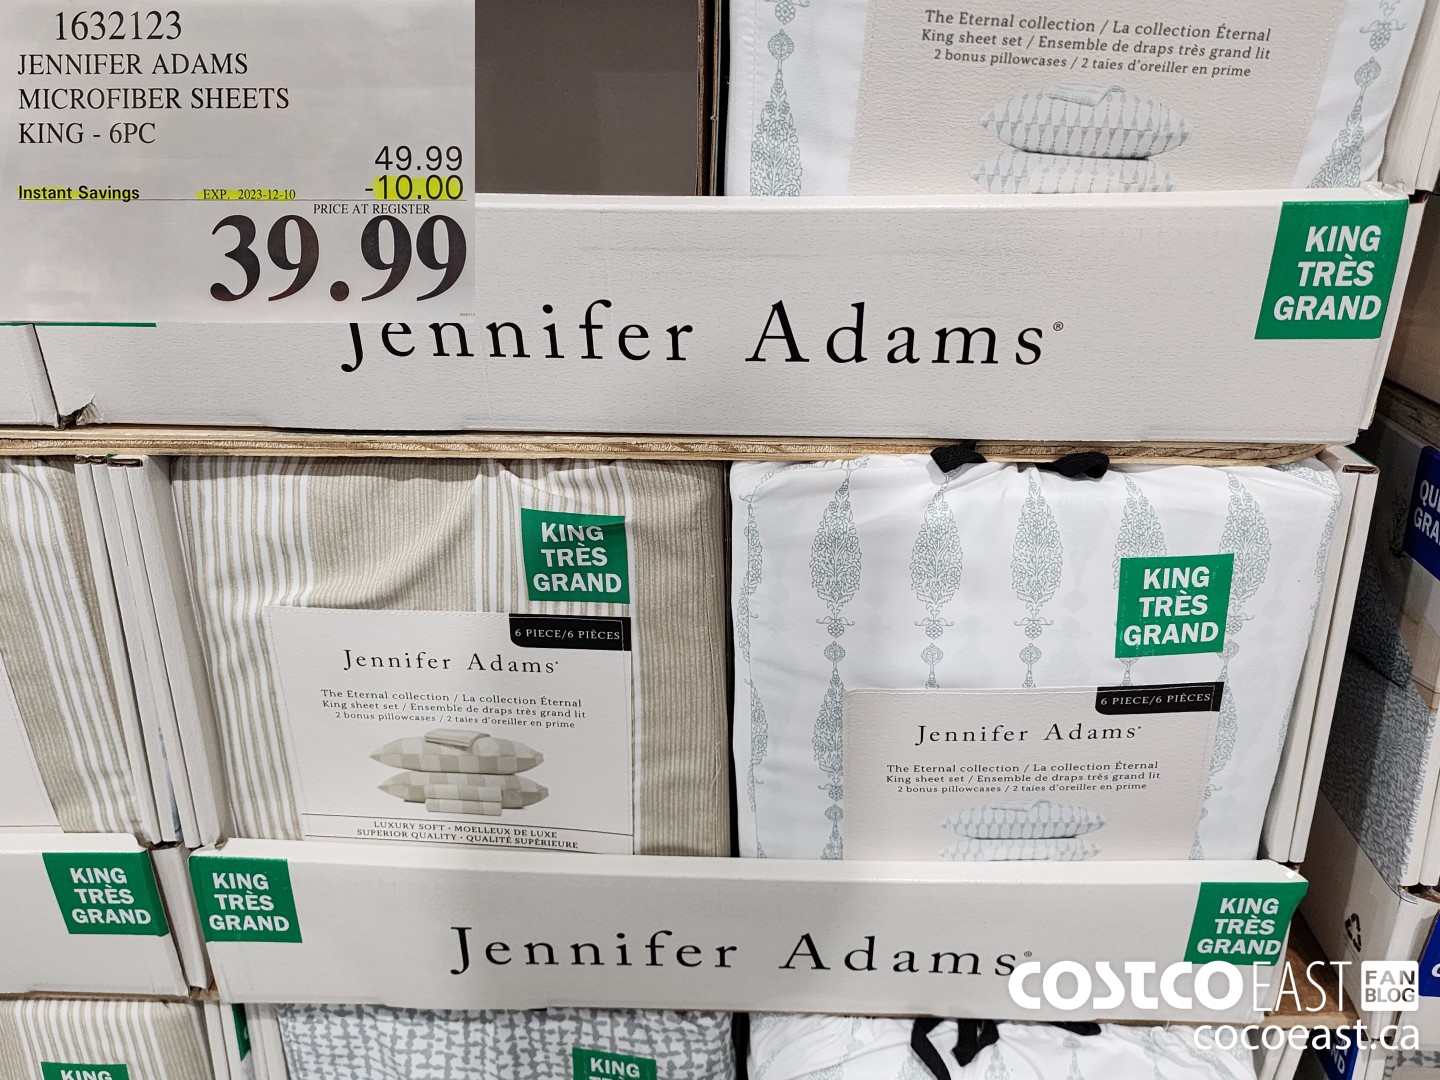 1632123
JENNIFER ADAMS
MICROFIBER SHEETS
KING - 6PC
49.99
Instant Savings EXP. 2023-12-10 -10.00
PRICE AT REGISTER
39.99
The Eternal collection / La collection Éternal
King sheet set / Ensemble de draps très grand lit
2 bonus pillowcases / 2 taies d'oreiller en prime
KING
TRÈS
GRAND
Jennifer Adams®
KING
TRÈS
GRAND
6 PIECE/6 PIÈCES
Jennifer Adams
The Eternal collection / La collection Éternal
King sheet set / Ensemble de draps très grand lit
2 bonus pillowcases / 2 taies d'oreiller en prime
LUXURY SOFT · MOELLEUX DE LUXE
SUPERIOR QUALITY · QUALITÉ SUPÉRIEURE
KING
TRÈS
GRAND
6 PIECE/6 PIÈCES
Jennifer Adams
The Eternal collection / La collection Éternal
King sheet set / Ensemble de draps très grand lit
2 bonus pillowcases / 2 taies d'oreiller en prime
QU
GRA
KING
TRÈS
GRAND
KING
TRÈS
GRAND
Jennifer Adams®
KING
TRÈS
GRAND
COSTCO EAST FAN BLOG
cocoeast.ca
KING
KING
TRÈS